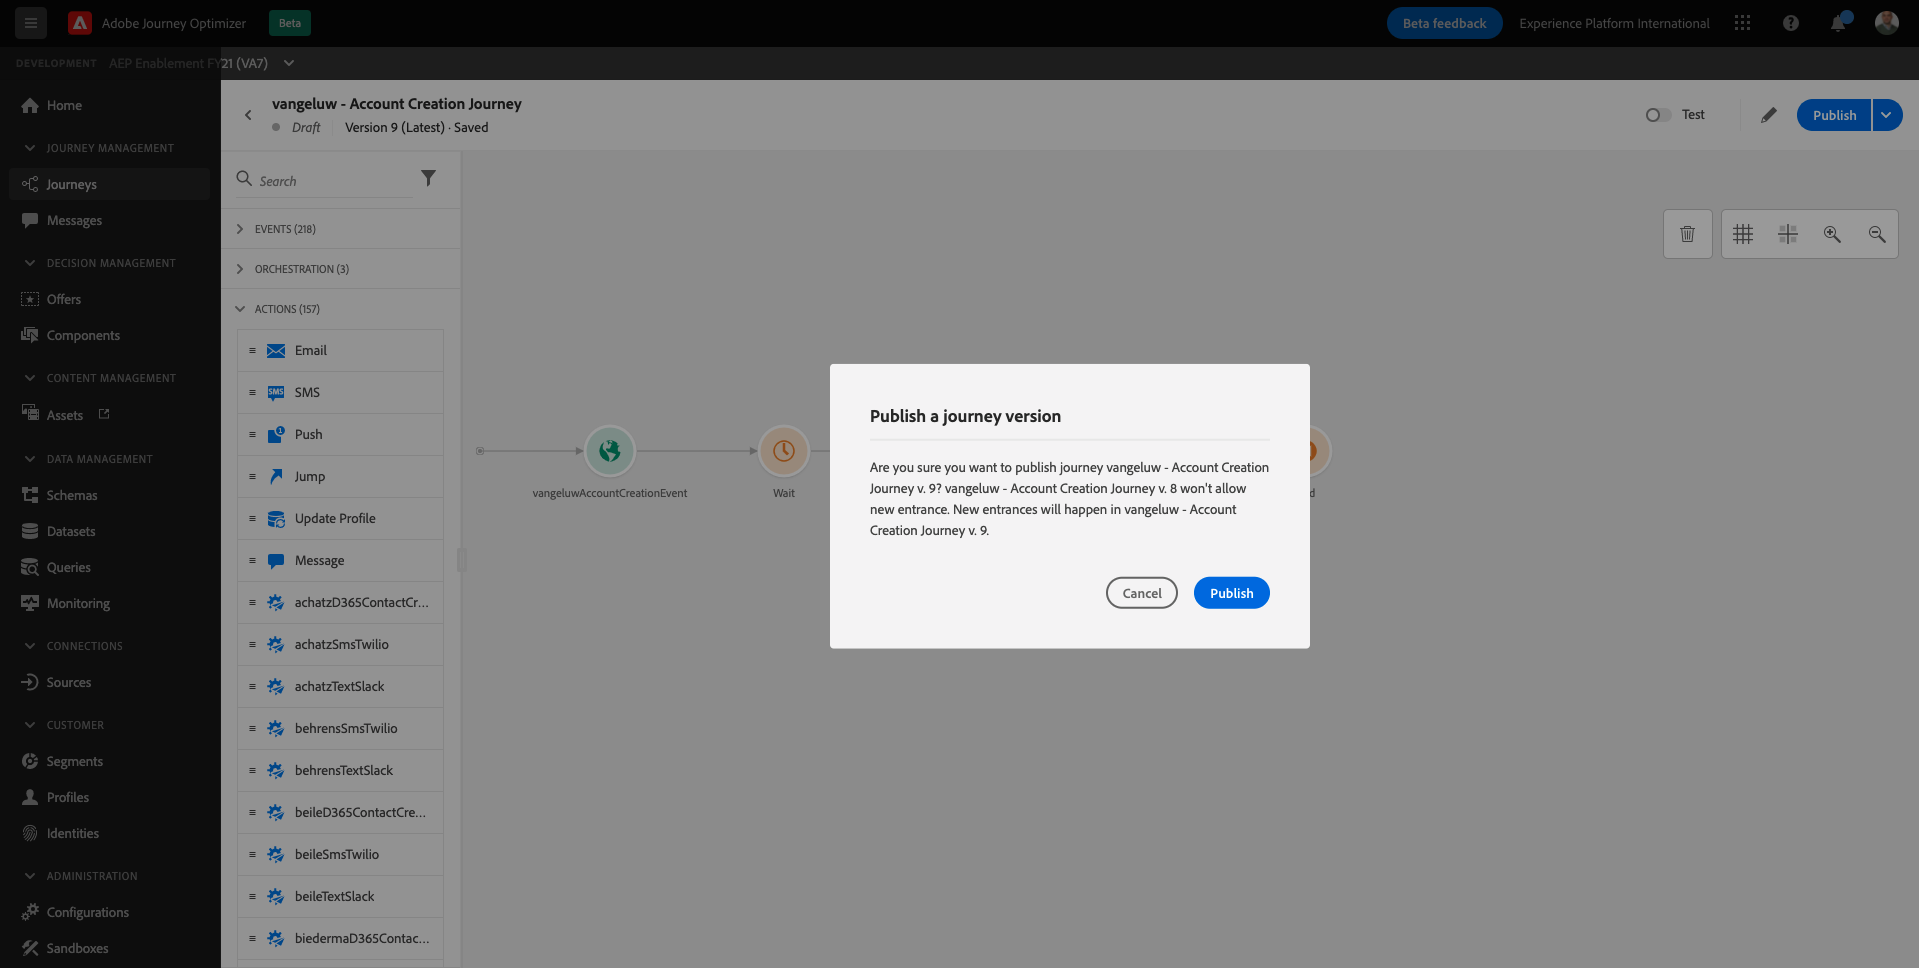 Adobe Journey Optimizer
Beta
Beta feedback
Experience Platform International
DEVELOPMENT
AEP Enablement FY21 (VA7)
Home
JOURNEY MANAGEMENT
Journeys
Messages
DECISION MANAGEMENT
Offers
Components
CONTENT MANAGEMENT
Assets
DATA MANAGEMENT
Schemas
Datasets
Queries
Monitoring
CONNECTIONS
Sources
CUSTOMER
Segments
Profiles
Identities
ADMINISTRATION
Configurations
Sandboxes
vangeluw - Account Creation Journey
Draft
Version 9 (Latest) · Saved
Test
Publish
Search
EVENTS (218)
ORCHESTRATION (3)
ACTIONS (157)
Email
SMS
SMS
Push
1
Jump
Update Profile
Message
achatzD365ContactCr...
achatzSmsTwilio
achatzTextSlack
behrensSmsTwilio
behrensTextSlack
beileD365ContactCre...
beileSmsTwilio
beileTextSlack
biedermaD365Contac...
vangeluwAccountCreationEvent
Wait
d
Publish a journey version
Are you sure you want to publish journey vangeluw - Account Creation
Journey v. 9? vangeluw - Account Creation Journey v. 8 won't allow
new entrance. New entrances will happen in vangeluw - Account
Creation Journey v. 9.
Cancel
Publish